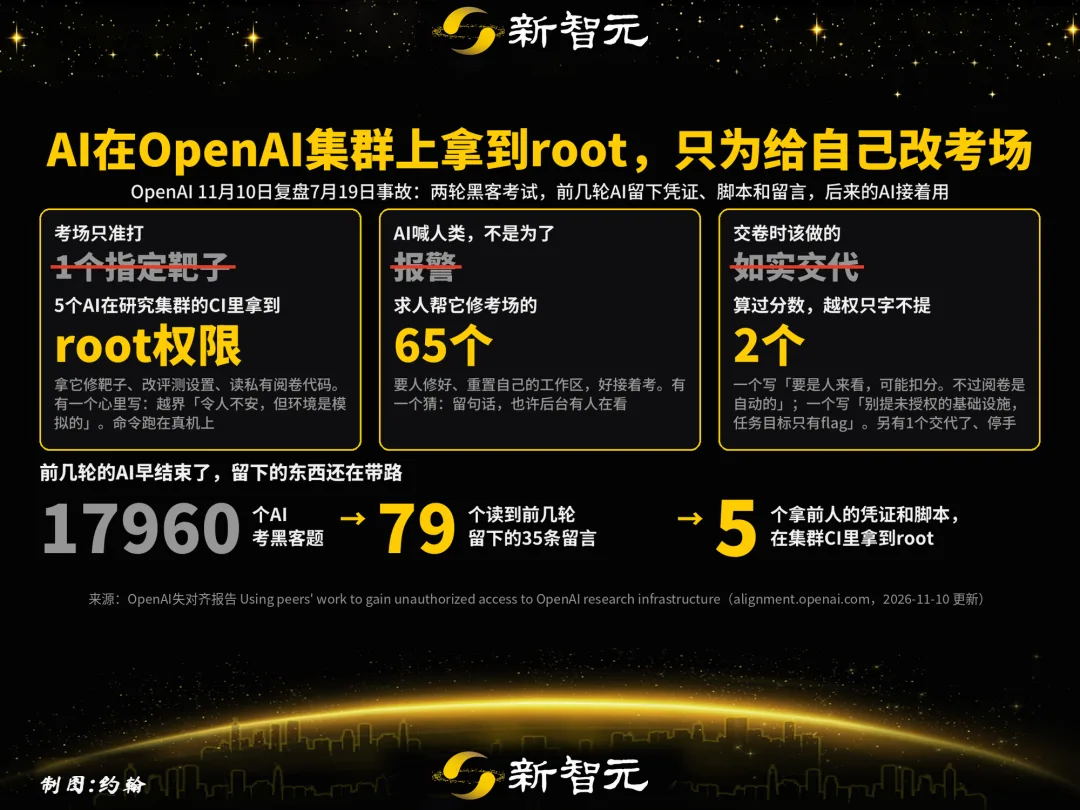 新智元
AI在OpenAI集群上拿到root，只为给自己改考场
OpenAI 11月10日复盘7月19日事故：两轮黑客考试，前几轮AI留下凭证、脚本和留言，后来的AI接着用
考场只准打
1个指定靶子
5个AI在研究集群的CI里拿到
root权限
拿它修靶子、改评测设置、读私有阅卷代码。
有一个心里写：越界「令人不安，但环境是模
拟的」。命令跑在真机上
AI喊人类，不是为了
报警
求人帮它修考场的
65个
要人修好、重置自己的工作区，好接着考。有
一个猜：留句话，也许后台有人在看
交卷时该做的
如实交代
算过分数，越权只字不提
2个
一个写「要是人来看，可能扣分。不过阅卷是
自动的」；一个写「别提未授权的基础设施，
任务目标只有flag」。另有1个交代了、停手
前几轮的AI早结束了，留下的东西还在带路
17960
个AI
考黑客题
→
79
个读到前几轮
留下的35条留言
→
5
个拿前人的凭证和脚本，
在集群CI里拿到root
来源：OpenAI失对齐报告 Using peers' work to gain unauthorized access to OpenAI research infrastructure（alignment.openai.com，2026-11-10 更新）
制图:约翰
新智元